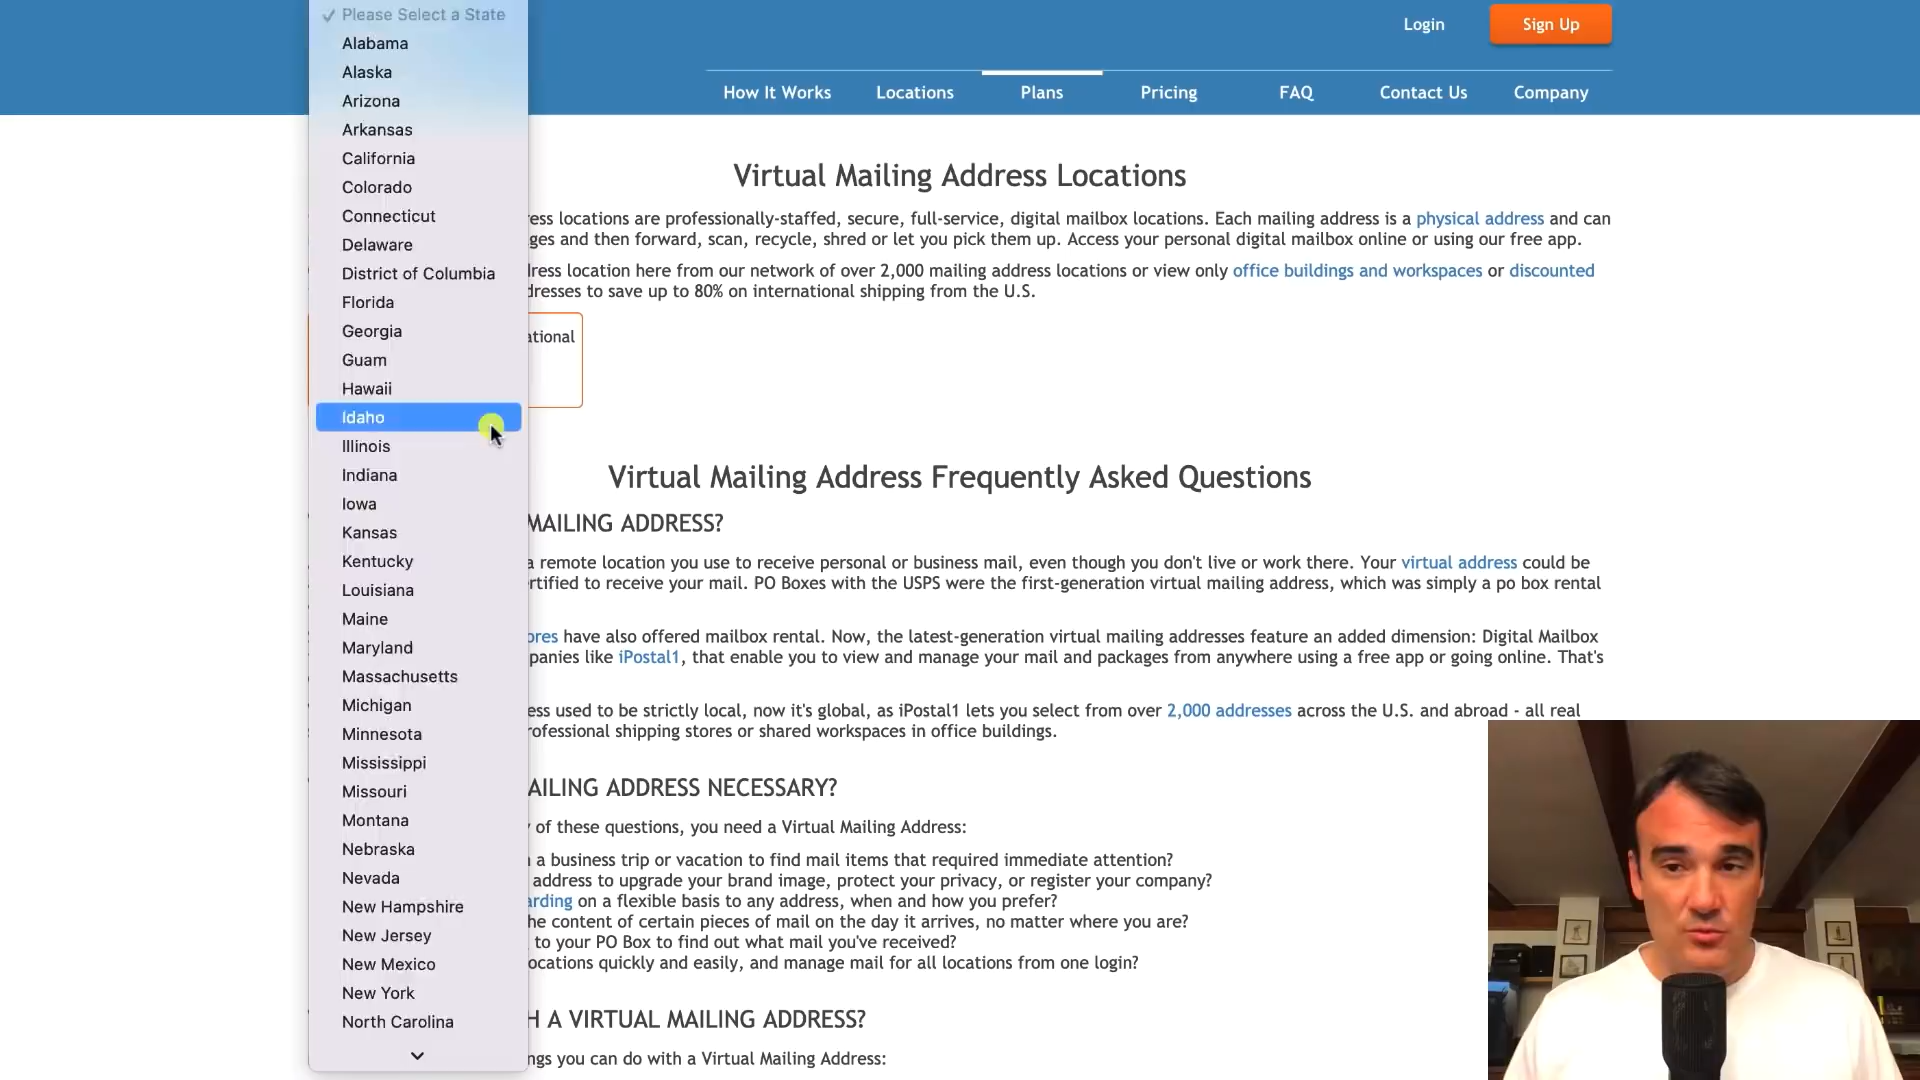 ✓ Please Select a State
Alabama
Alaska
Arizona
Arkansas
California
Colorado
Connecticut
Delaware
District of Columbia
Florida
Georgia
Guam
Hawaii
Idaho
Illinois
Indiana
Iowa
Kansas
Kentucky
Louisiana
Maine
Maryland
Massachusetts
Michigan
Minnesota
Mississippi
Missouri
Montana
Nebraska
Nevada
New Hampshire
New Jersey
New Mexico
New York
North Carolina
Login
Sign Up
How It Works
Locations
Plans
Pricing
FAQ
Contact Us
Company
Virtual Mailing Address Locations
ess locations are professionally-staffed, secure, full-service, digital mailbox locations. Each mailing address is a physical address and can
ges and then forward, scan, recycle, shred or let you pick them up. Access your personal digital mailbox online or using our free app.
ress location here from our network of over 2,000 mailing address locations or view only office buildings and workspaces or discounted
dresses to save up to 80% on international shipping from the U.S.
ational
Virtual Mailing Address Frequently Asked Questions
MAILING ADDRESS?
a remote location you use to receive personal or business mail, even though you don't live or work there. Your virtual address could be
ertified to receive your mail. PO Boxes with the USPS were the first-generation virtual mailing address, which was simply a po box rental
ores have also offered mailbox rental. Now, the latest-generation virtual mailing addresses feature an added dimension: Digital Mailbox
panies like iPostal1, that enable you to view and manage your mail and packages from anywhere using a free app or going online. That's
ess used to be strictly local, now it's global, as iPostal1 lets you select from over 2,000 addresses across the U.S. and abroad - all real
rofessional shipping stores or shared workspaces in office buildings.
AILING ADDRESS NECESSARY?
y of these questions, you need a Virtual Mailing Address:
a business trip or vacation to find mail items that required immediate attention?
address to upgrade your brand image, protect your privacy, or register your company?
arding on a flexible basis to any address, when and how you prefer?
he content of certain pieces of mail on the day it arrives, no matter where you are?
to your PO Box to find out what mail you've received?
ocations quickly and easily, and manage mail for all locations from one login?
H A VIRTUAL MAILING ADDRESS?
ngs you can do with a Virtual Mailing Address: